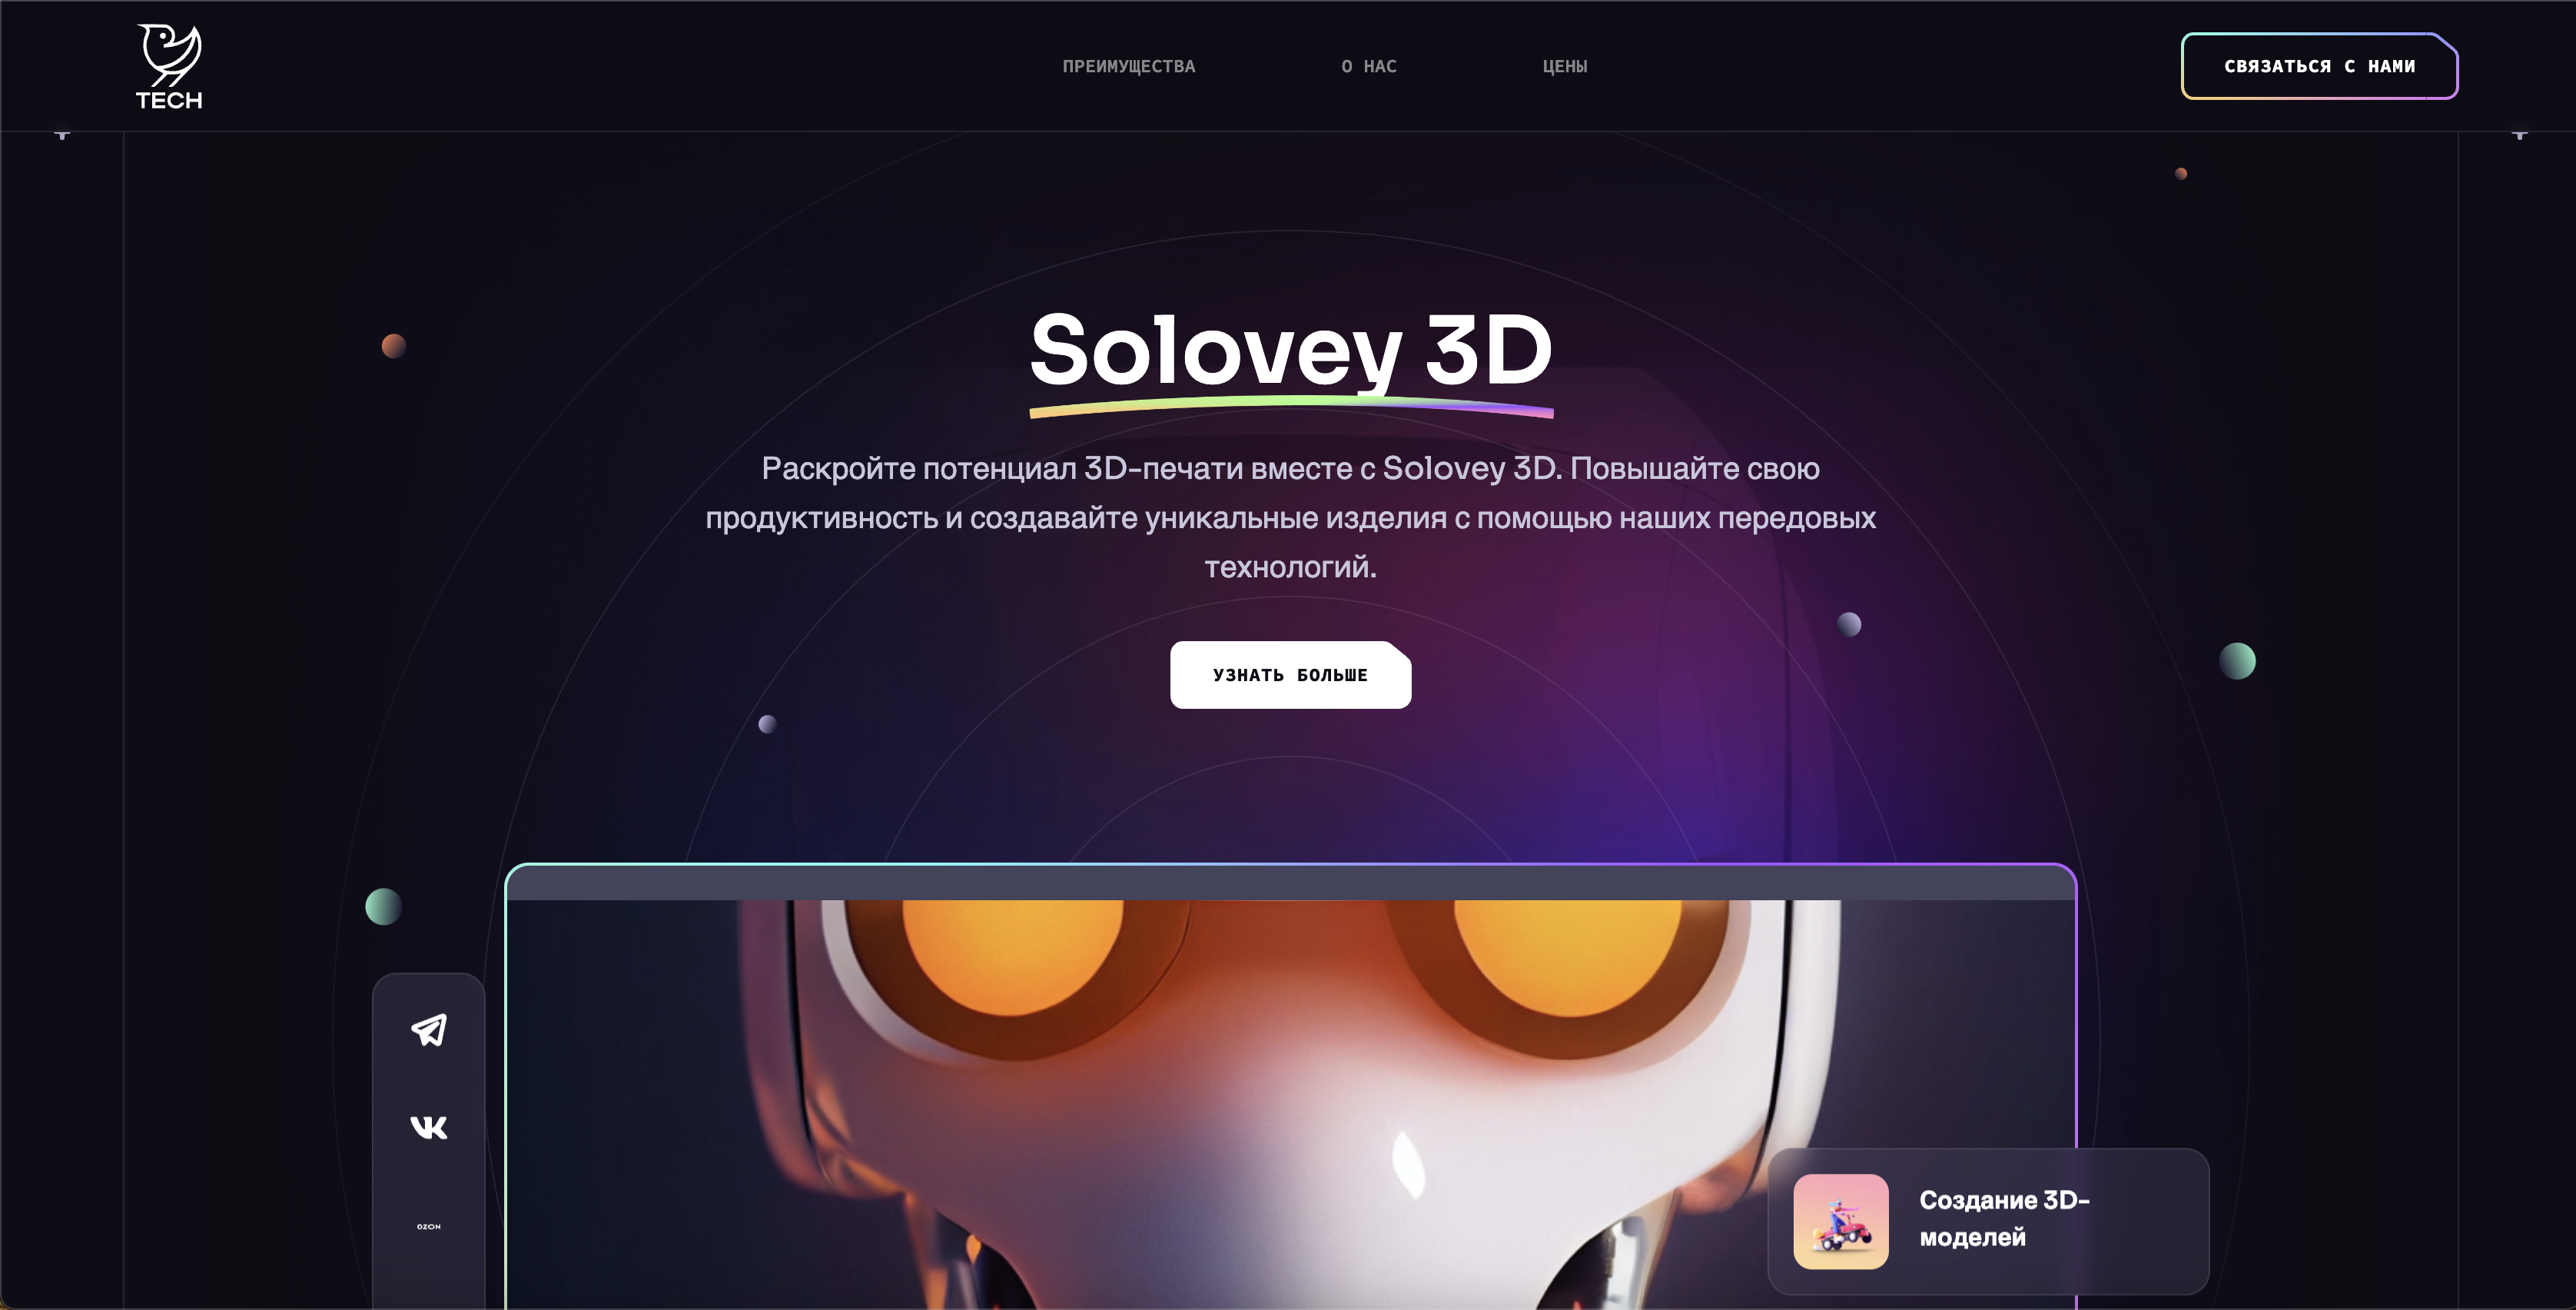 TECH
ПРЕИМУЩЕСТВА
О НАС
ЦЕНЫ
СВЯЗАТЬСЯ С НАМИ
Solovey 3D
Раскройте потенциал 3D-печати вместе с Solovey 3D. Повышайте свою
продуктивность и создавайте уникальные изделия с помощью наших передовых
технологий.
УЗНАТЬ БОЛЬШЕ
OZON
Создание 3D-
моделей